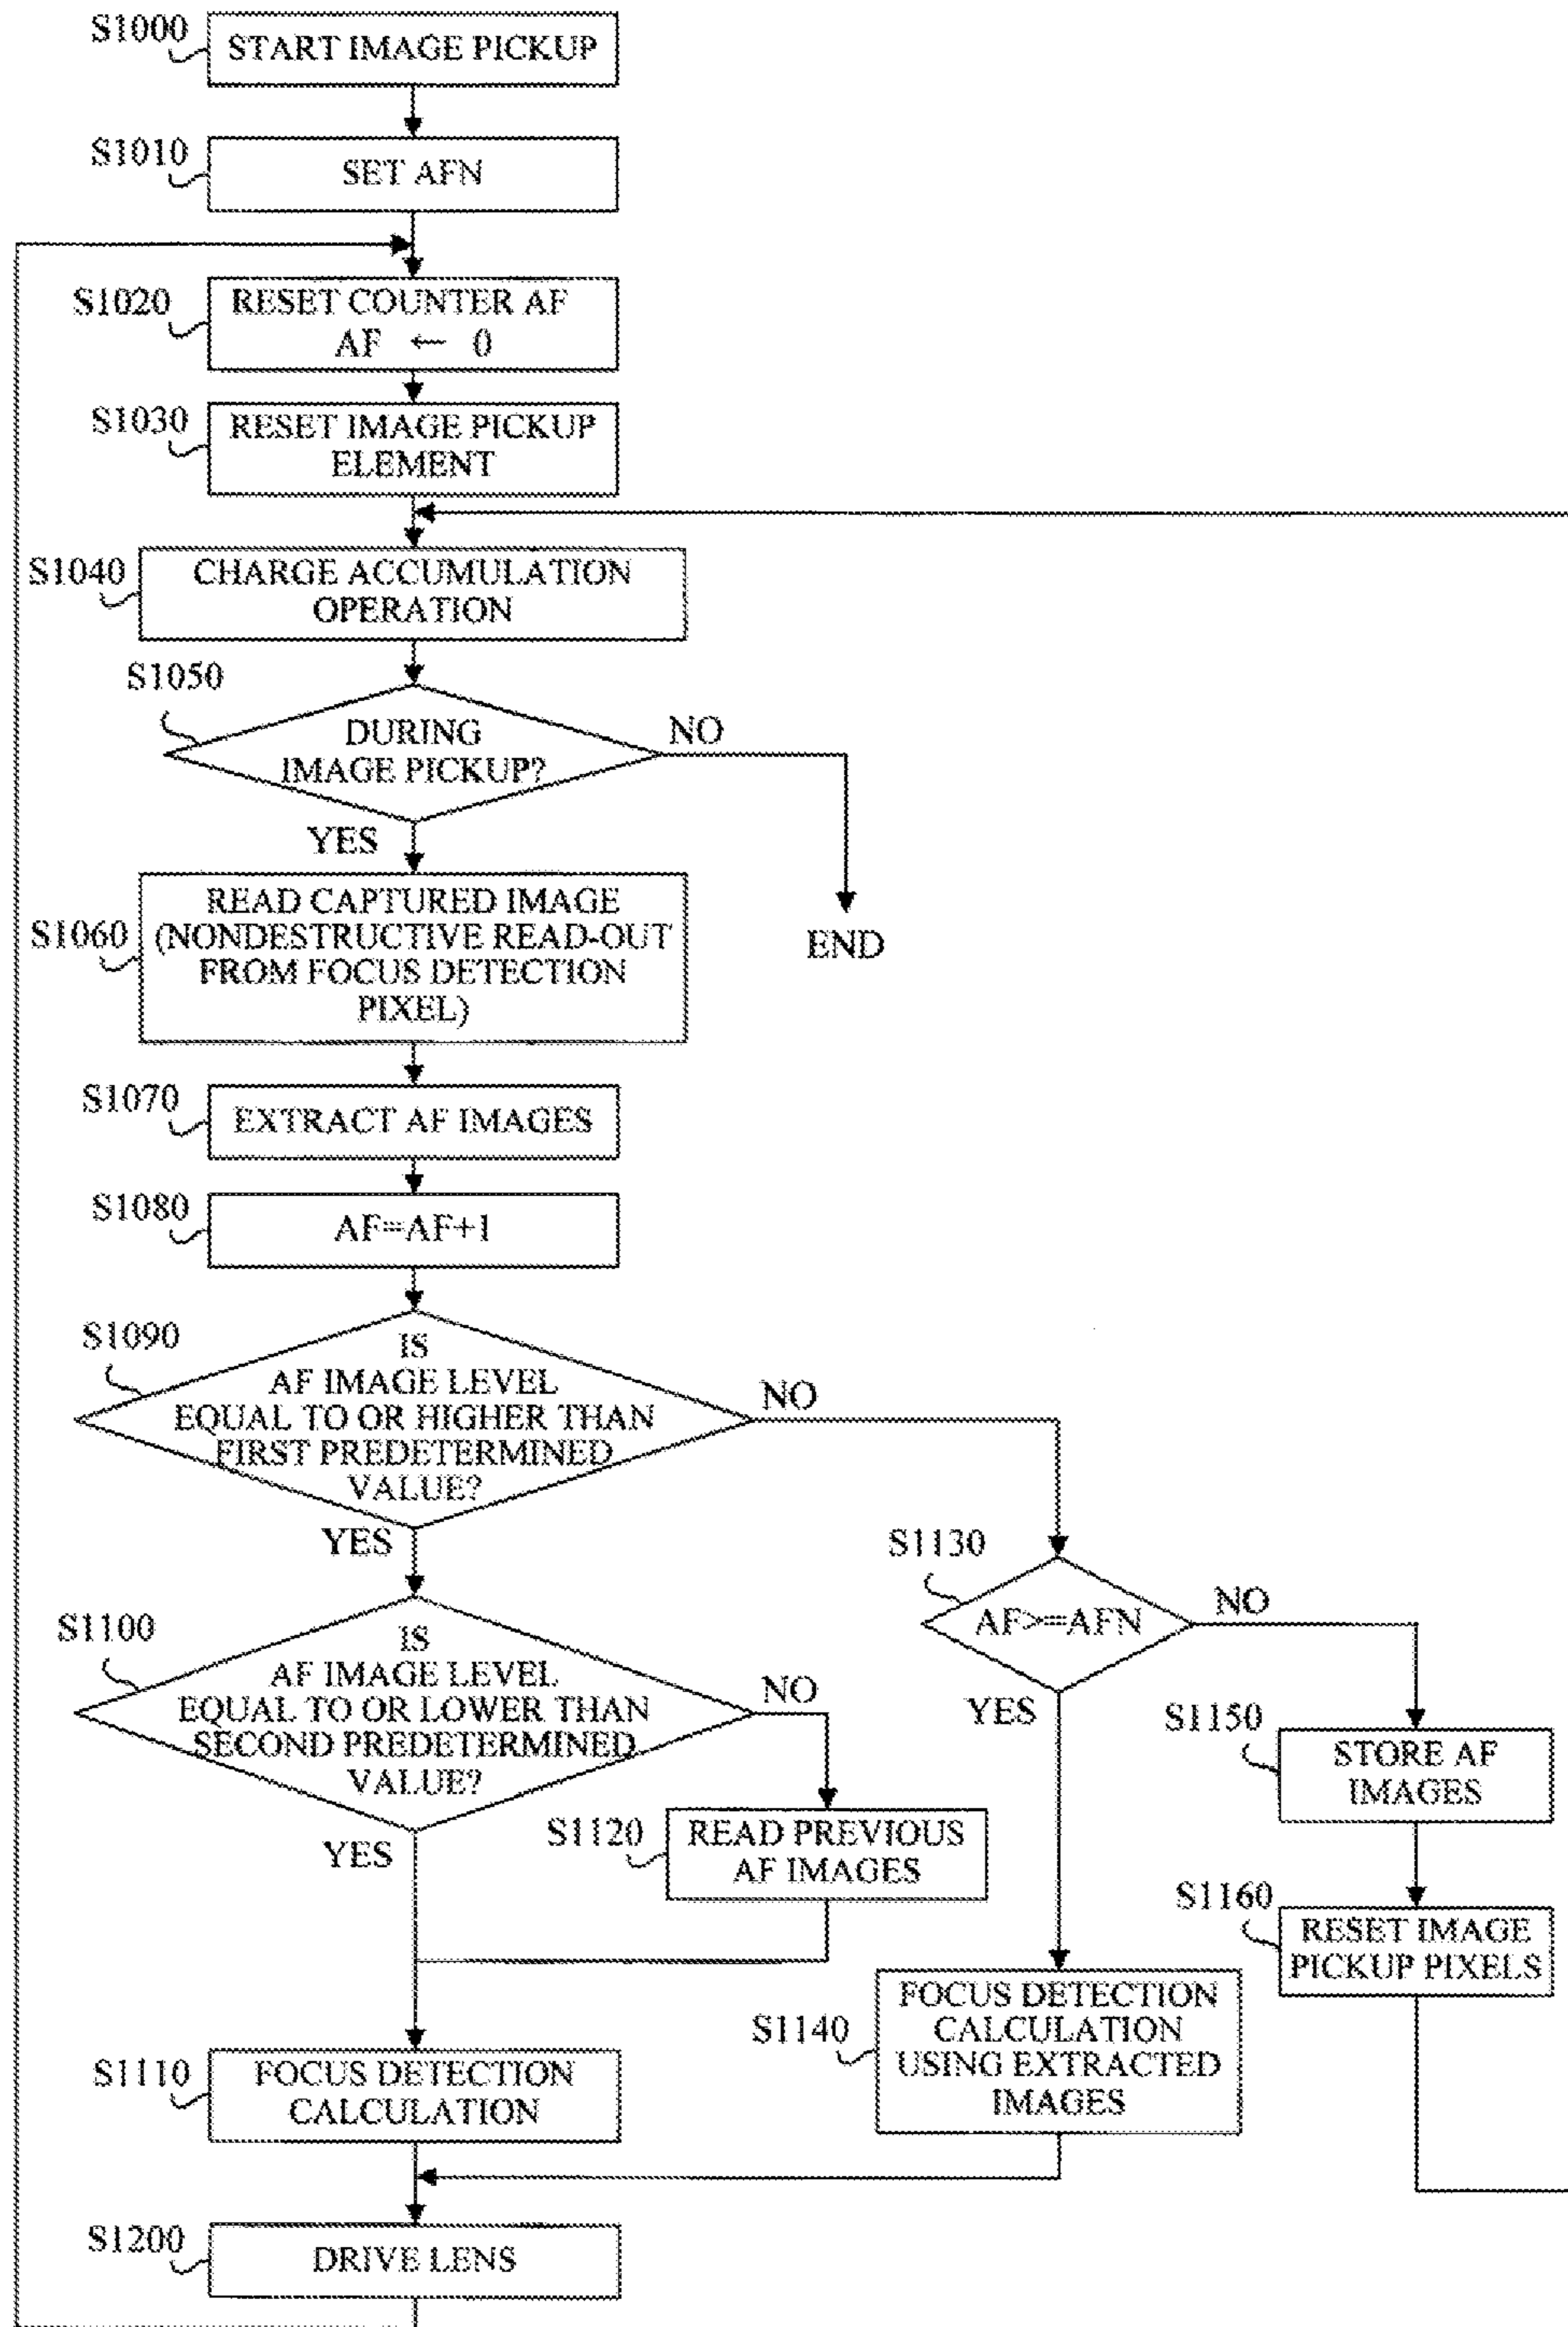 S1000
START IMAGE PICKUP
S1010
SET AFN
S1020
RESET COUNTER AF
AF ← 0
S1030
RESET IMAGE PICKUP
ELEMENT
S1040
CHARGE ACCUMULATION
OPERATION
S1050
DURING
IMAGE PICKUP?
NO
YES
END
S1060
READ CAPTURED IMAGE
(NONDESTRUCTIVE READ-OUT
FROM FOCUS DETECTION
PIXEL)
S1070
EXTRACT AF IMAGES
S1080
AF=AF+1
S1090
IS
AF IMAGE LEVEL
EQUAL TO OR HIGHER THAN
FIRST PREDETERMINED
VALUE?
NO
YES
S1100
IS
AF IMAGE LEVEL
EQUAL TO OR LOWER THAN
SECOND PREDETERMINED
VALUE?
NO
YES
S1120
READ PREVIOUS
AF IMAGES
S1110
FOCUS DETECTION
CALCULATION
S1130
AF>=AFN
NO
YES
S1150
STORE AF
IMAGES
S1160
RESET IMAGE
PICKUP PIXELS
S1140
FOCUS DETECTION
CALCULATION
USING EXTRACTED
IMAGES
S1200
DRIVE LENS